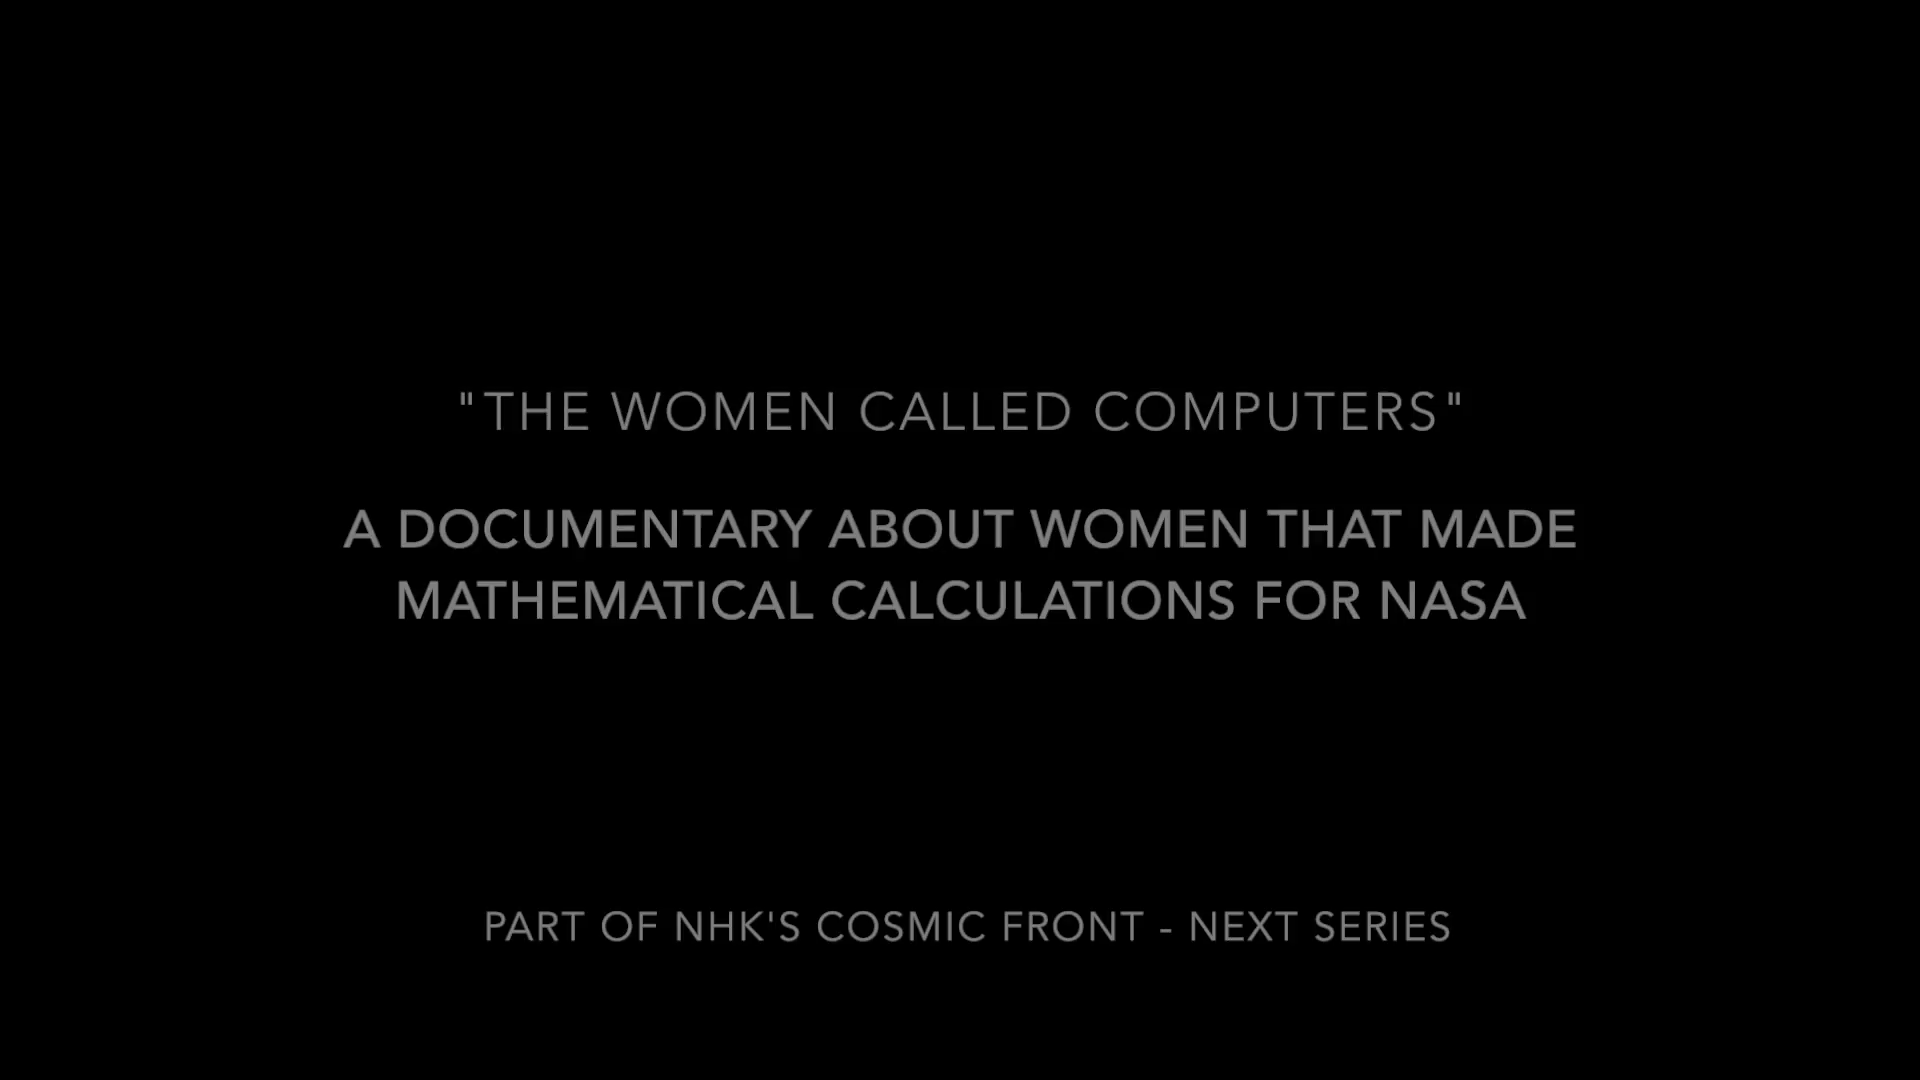 "THE WOMEN CALLED COMPUTERS"
A DOCUMENTARY ABOUT WOMEN THAT MADE
MATHEMATICAL CALCULATIONS FOR NASA
PART OF NHK'S COSMIC FRONT - NEXT SERIES